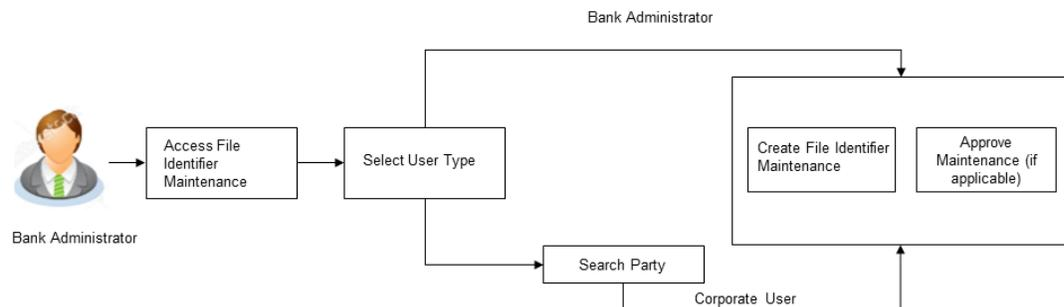 Bank Administrator
Access File
Identifier
Maintenance
Select User Type
Create File Identifier
Maintenance
Approve
Maintenance (if
applicable)
Bank Administrator
Search Party
Corporate User